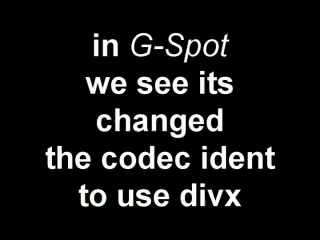 in G-Spot
we see its
changed
the codec ident
to use divx